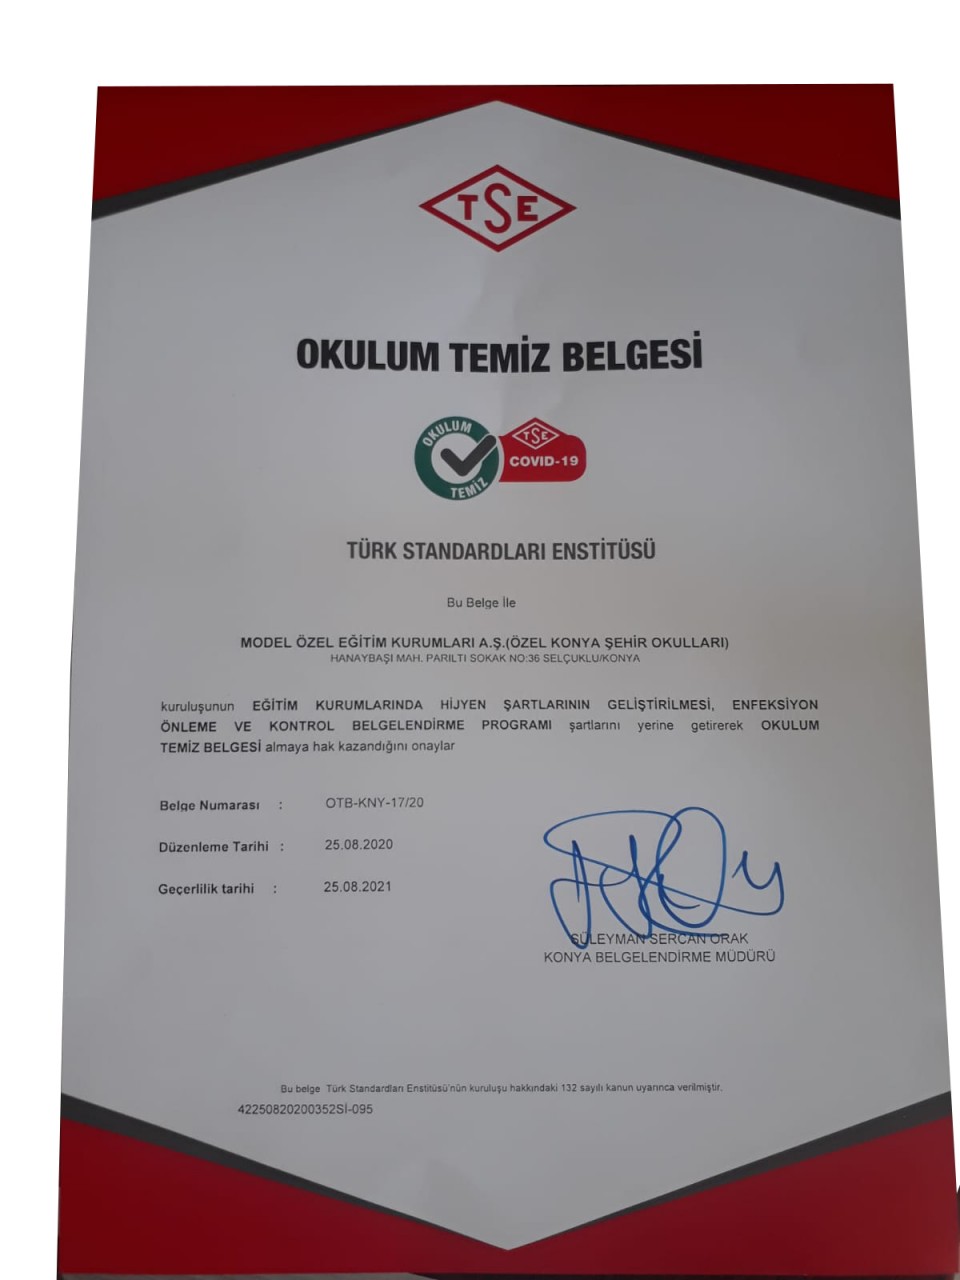 TSE
OKULUM TEMİZ BELGESİ
OKULUM
TEMİZ
TSE
COVID-19
TÜRK STANDARDLARI ENSTİTÜSÜ
Bu Belge İle
MODEL ÖZEL EĞİTİM KURUMLARI A.Ş.(ÖZEL KONYA ŞEHİR OKULLARI)
HANAYBAŞI MAH. PARILTI SOKAK NO:36 SELÇUKLU/KONYA
kuruluşunun EĞİTİM KURUMLARINDA HİJYEN ŞARTLARININ GELİŞTİRİLMESİ, ENFEKSİYON
ÖNLEME VE KONTROL BELGELENDİRME PROGRAMI şartlarını yerine getirerek OKULUM
TEMİZ BELGESİ almaya hak kazandığını onaylar
Belge Numarası : OTB-KNY-17/20
Düzenleme Tarihi : 25.08.2020
Geçerlilik tarihi : 25.08.2021
SÜLEYMAN SERCAN ORAK
KONYA BELGELENDİRME MÜDÜRÜ
Bu belge Türk Standardları Enstitüsü'nün kuruluşu hakkındaki 132 sayılı kanun uyarınca verilmiştir.
42250820200352Sİ-095